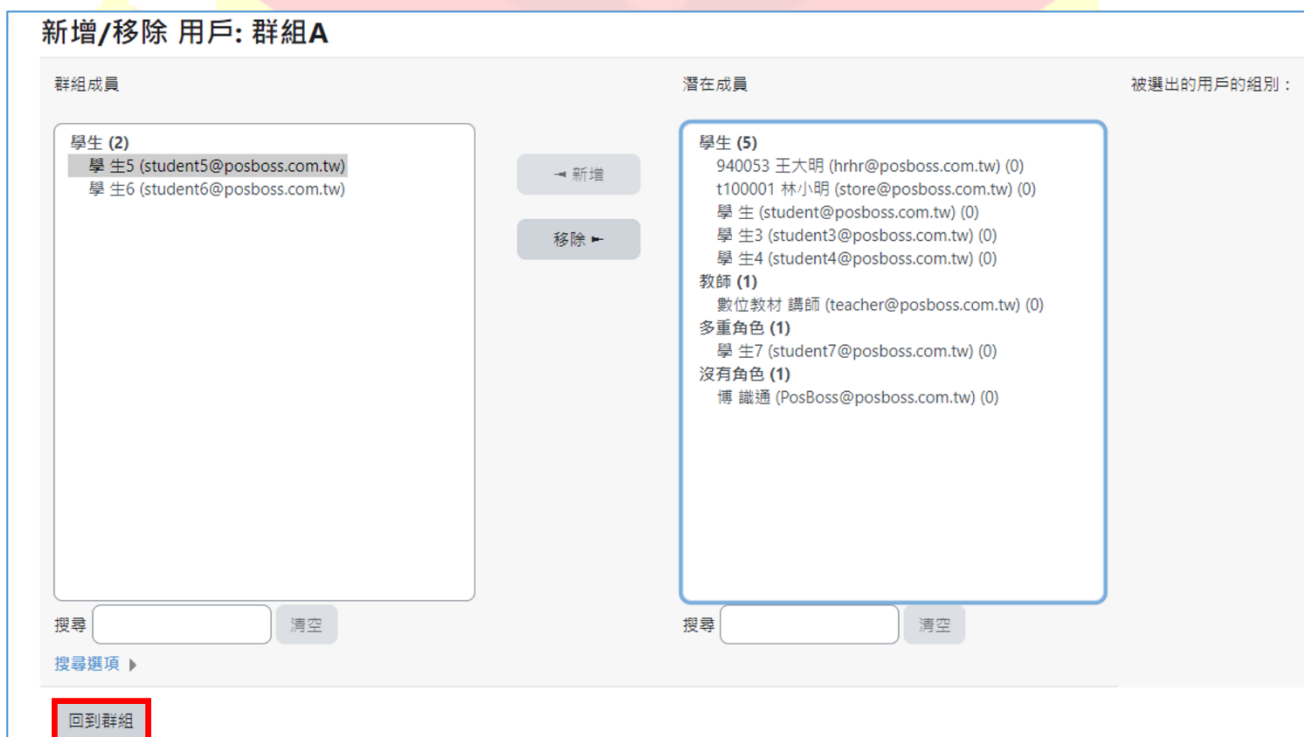 新增/移除 用戶: 群組A
群組成員
潛在成員
被選出的用戶的組別：
學生 (2)
學 生5 (student5@posboss.com.tw)
學 生6 (student6@posboss.com.tw)
新增
移除
學生 (5)
940053 王大明 (hrhr@posboss.com.tw) (0)
t100001 林小明 (store@posboss.com.tw) (0)
學 生 (student@posboss.com.tw) (0)
學 生3 (student3@posboss.com.tw) (0)
學 生4 (student4@posboss.com.tw) (0)
教師 (1)
數位教材 講師 (teacher@posboss.com.tw) (0)
多重角色 (1)
學 生7 (student7@posboss.com.tw) (0)
沒有角色 (1)
博 識通 (PosBoss@posboss.com.tw) (0)
搜尋 清空
搜尋 清空
搜尋選項
回到群組